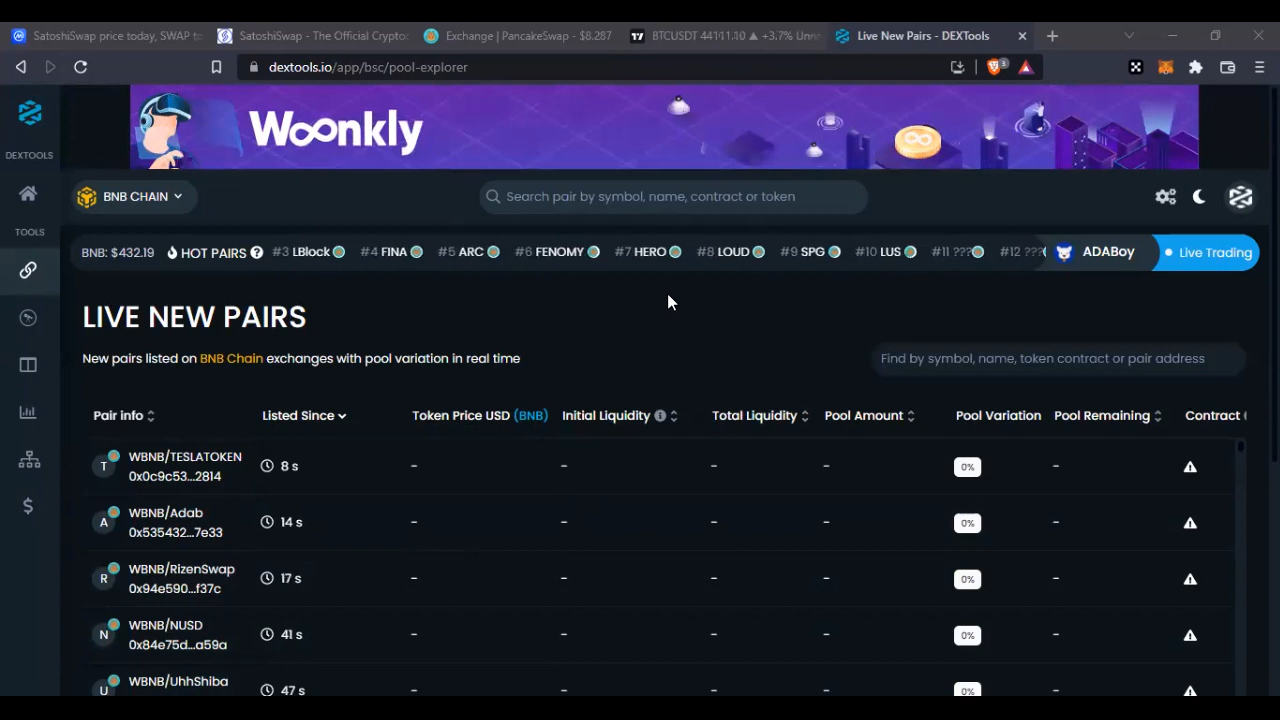 SatoshiSwap price today, SWAP to
SatoshiSwap - The Official Crypto
Exchange | PancakeSwap - $8.287
BTCUSDT 44111.10 ▲ +3.7% Unn
Live New Pairs - DEXTools
dextools.io/app/bsc/pool-explorer
3
Woonkly
DEXTOOLS
BNB CHAIN
Search pair by symbol, name, contract or token
TOOLS
BNB: $432.19
HOT PAIRS
#3 LBlock
#4 FINA
#5 ARC
#6 FENOMY
#7 HERO
#8 LOUD
#9 SPG
#10 LUS
#11 ???
#12 ???
ADABoy
Live Trading
LIVE NEW PAIRS
New pairs listed on BNB Chain exchanges with pool variation in real time
Find by symbol, name, token contract or pair address
Pair info
Listed Since
Token Price USD (BNB)
Initial Liquidity
Total Liquidity
Pool Amount
Pool Variation
Pool Remaining
Contract
T
WBNB/TESLATOKEN
0x0c9c53...2814
8 s
-
-
-
-
0%
-
A
WBNB/Adab
0x535432...7e33
14 s
-
-
-
-
0%
-
R
WBNB/RizenSwap
0x94e590...f37c
17 s
-
-
-
-
0%
-
N
WBNB/NUSD
0x84e75d...a59a
41 s
-
-
-
-
0%
-
U
WBNB/UhhShiba
47 s
-
-
-
-
0%
-